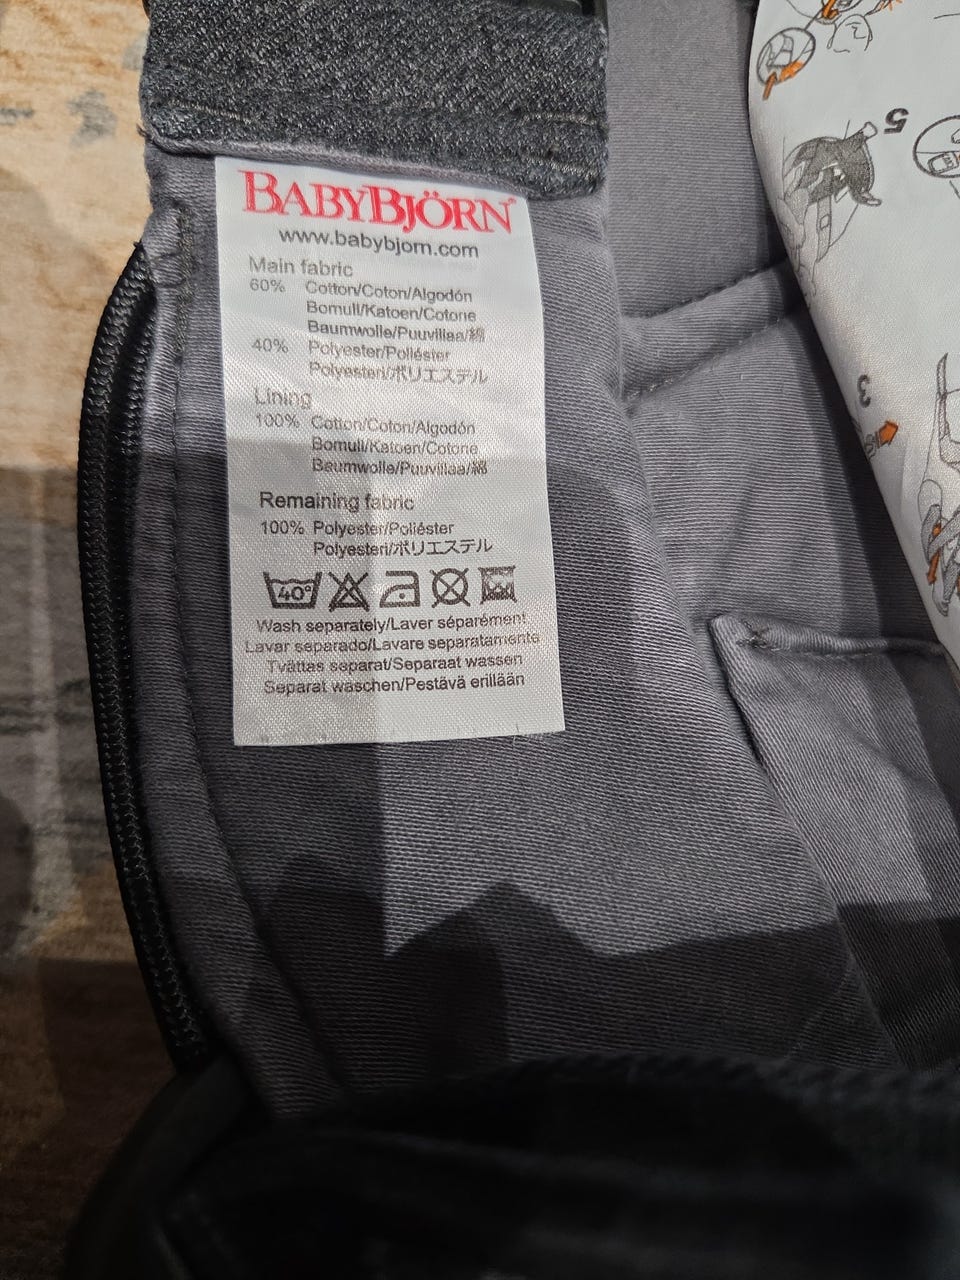 BABYBJÖRN
www.babybjorn.com
Main fabric
60% Cotton/Coton/Algodón
Bomull/Katoen/Cotone
Baumwolle/Puuvillaa/綿
40% Polyester/Poliéster
Polyesteri/ポリエステル
Lining
100% Cotton/Coton/Algodón
Bomull/Katoen/Cotone
Baumwolle/Puuvillaa/綿
Remaining fabric
100% Polyester/Poliéster
Polyesteri/ポリエステル
40°
Wash separately/Laver séparément
Lavar separado/Lavare separatamente
Tvättas separat/Separaat wassen
Separat waschen/Pestävä erillään
5
3